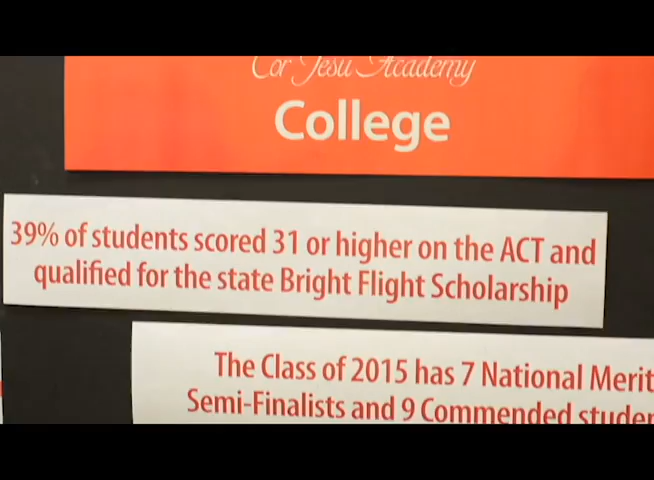 Cor Jesu Academy
College
39% of students scored 31 or higher on the ACT and
qualified for the state Bright Flight Scholarship
The Class of 2015 has 7 National Merit
Semi-Finalists and 9 Commended